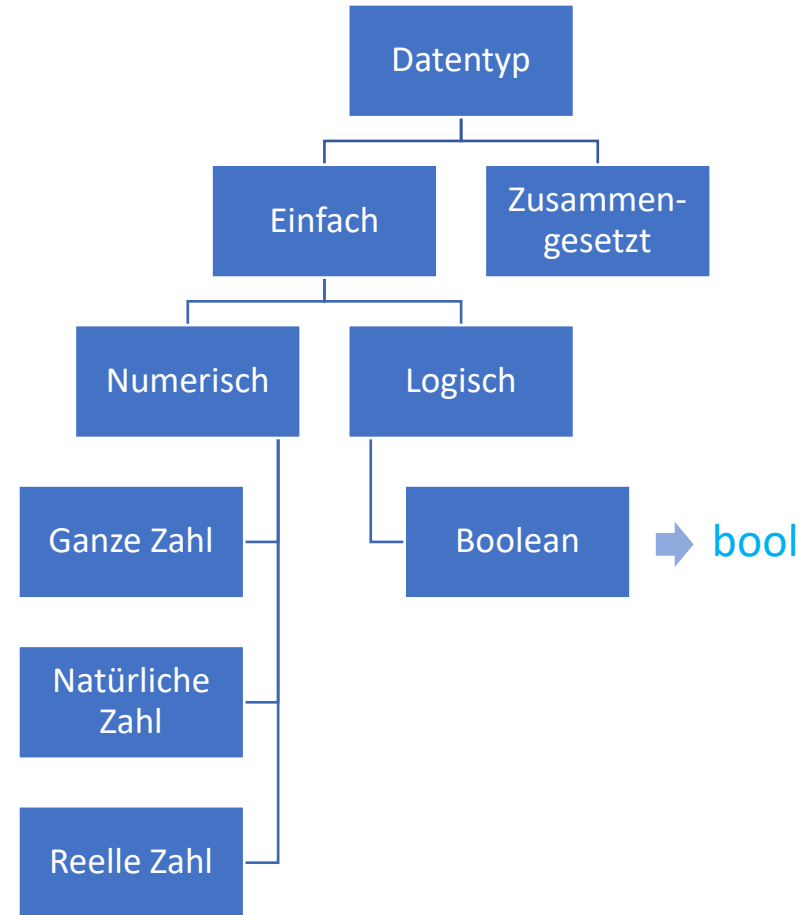 Datentyp
Einfach
Zusammen-
gesetzt
Numerisch
Logisch
Ganze Zahl
Boolean
bool
Natürliche
Zahl
Reelle Zahl